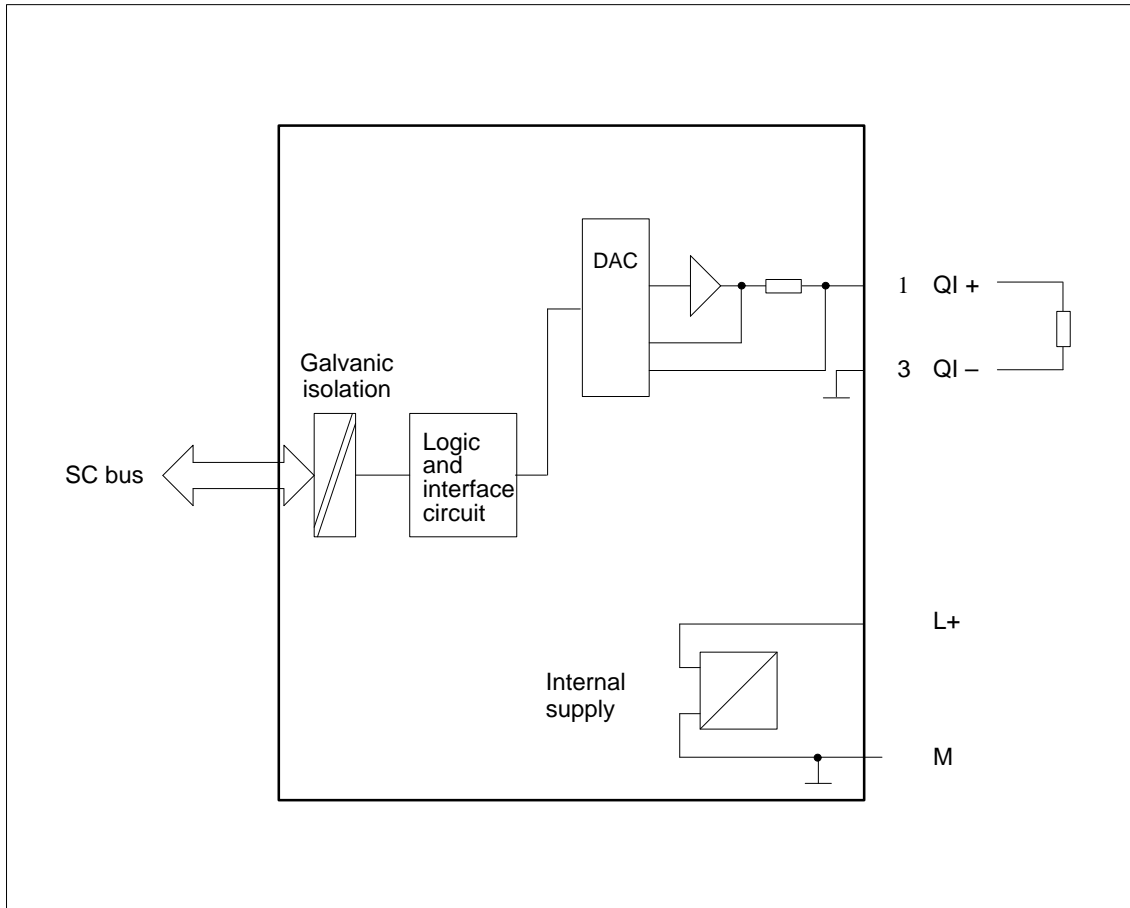 DAC
1 QI +
Galvanic
isolation
3 QI –
Logic
and
interface
circuit
SC bus
L+
Internal
supply
M